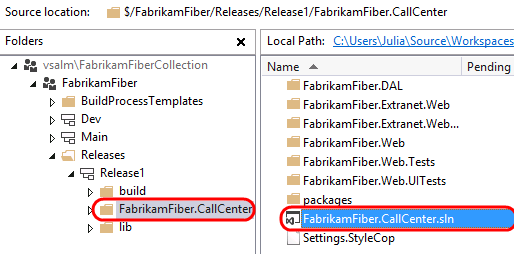 Source location: $/FabrikamFiber/Releases/Release1/FabrikamFiber.CallCenter
Folders
vsalm\FabrikamFiberCollection
FabrikamFiber
BuildProcessTemplates
Dev
Main
Releases
Release1
build
FabrikamFiber.CallCenter
lib
Local Path: C:\Users\Julia\Source\Workspaces
Name Pending
FabrikamFiber.DAL
FabrikamFiber.Extranet.Web
FabrikamFiber.Extranet.Web...
FabrikamFiber.Web
FabrikamFiber.Web.Tests
FabrikamFiber.Web.UITests
packages
FabrikamFiber.CallCenter.sln
Settings.StyleCop